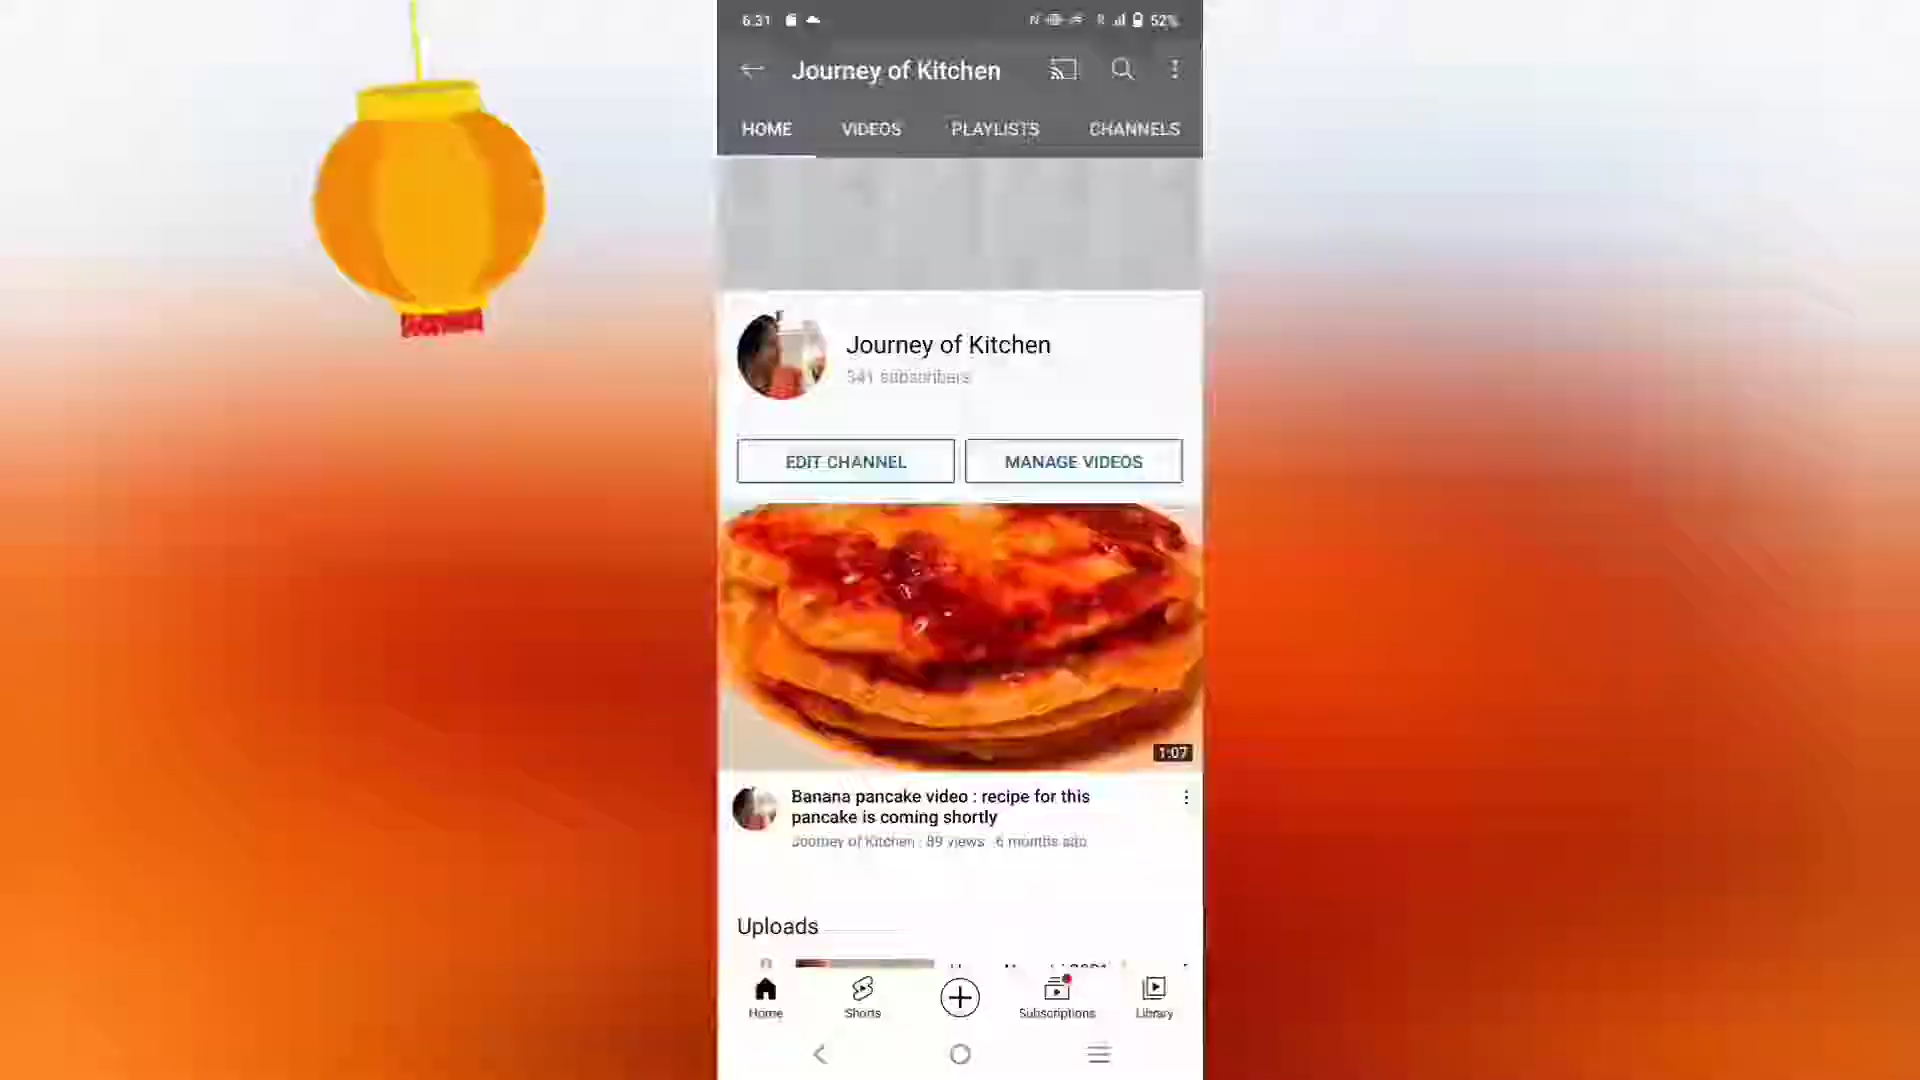 6.31
52%
Journey of Kitchen
HOME VIDEOS PLAYLISTS CHANNELS
Journey of Kitchen
341 subscribers
EDIT CHANNEL MANAGE VIDEOS
1:07
Banana pancake video : recipe for this
pancake is coming shortly
Journey of Kitchen · 89 views · 6 months ago
Uploads
Home Shorts Subscriptions Library